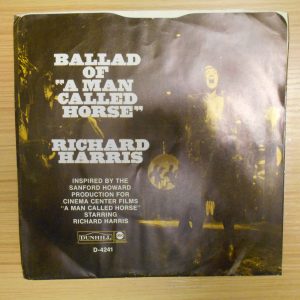 BALLAD
OF
"A MAN
CALLED
HORSE"
RICHARD
HARRIS
INSPIRED BY THE
SANFORD HOWARD
PRODUCTION FOR
CINEMA CENTER FILMS
"A MAN CALLED HORSE"
STARRING
RICHARD HARRIS
DUNHILL abc
D-4241